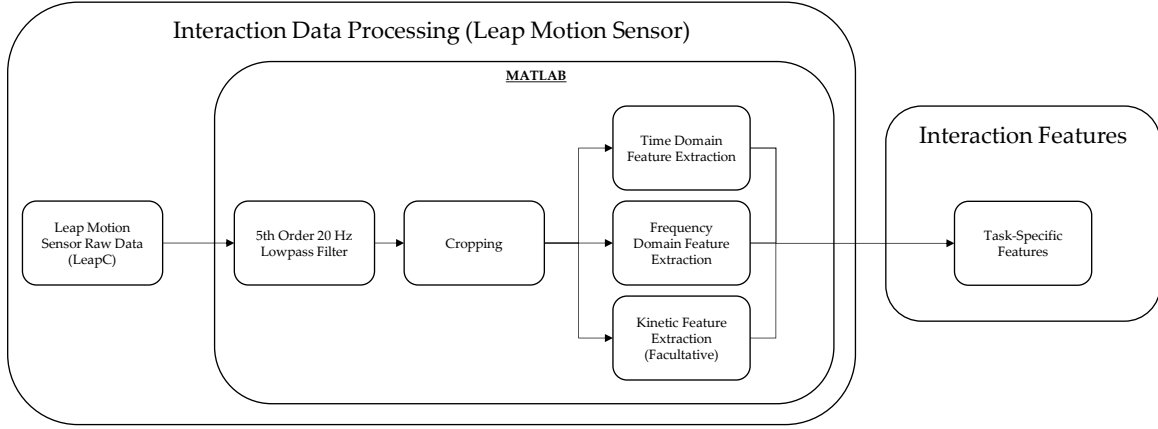 Interaction Data Processing (Leap Motion Sensor)
MATLAB
Leap Motion
Sensor Raw Data
(LeapC)
5th Order 20 Hz
Lowpass Filter
Cropping
Time Domain
Feature Extraction
Frequency
Domain Feature
Extraction
Kinetic Feature
Extraction
(Facultative)
Interaction Features
Task-Specific
Features